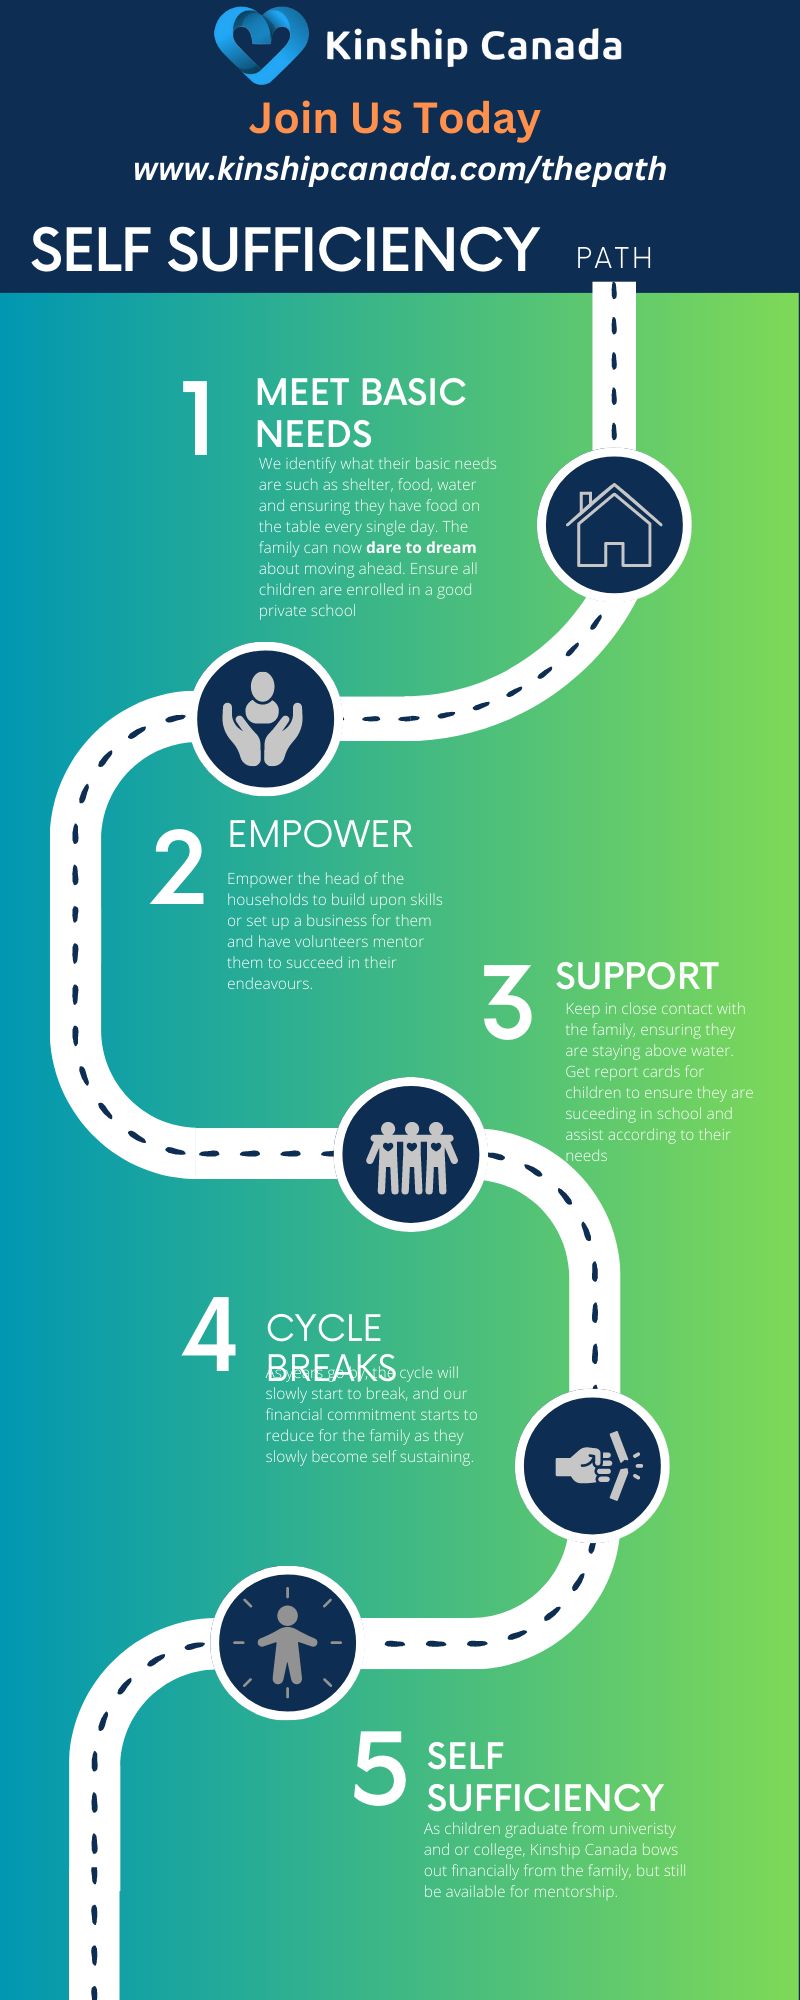 Kinship Canada
Join Us Today
www.kinshipcanada.com/thepath
SELF SUFFICIENCY PATH
1
MEET BASIC
NEEDS
We identify what their basic needs
are such as shelter, food, water
and ensuring they have food on
the table every single day. The
family can now dare to dream
about moving ahead. Ensure all
children are enrolled in a good
private school
2
EMPOWER
Empower the head of the
households to build upon skills
or set up a business for them
and have volunteers mentor
them to succeed in their
endeavours.
3
SUPPORT
Keep in close contact with
the family, ensuring they
are staying above water.
Get report cards for
children to ensure they are
suceeding in school and
assist according to their
needs
4
CYCLE
BREAKS
As years go by, the cycle will
slowly start to break, and our
financial commitment starts to
reduce for the family as they
slowly become self sustaining.
5
SELF
SUFFICIENCY
As children graduate from univeristy
and or college, Kinship Canada bows
out financially from the family, but still
be available for mentorship.